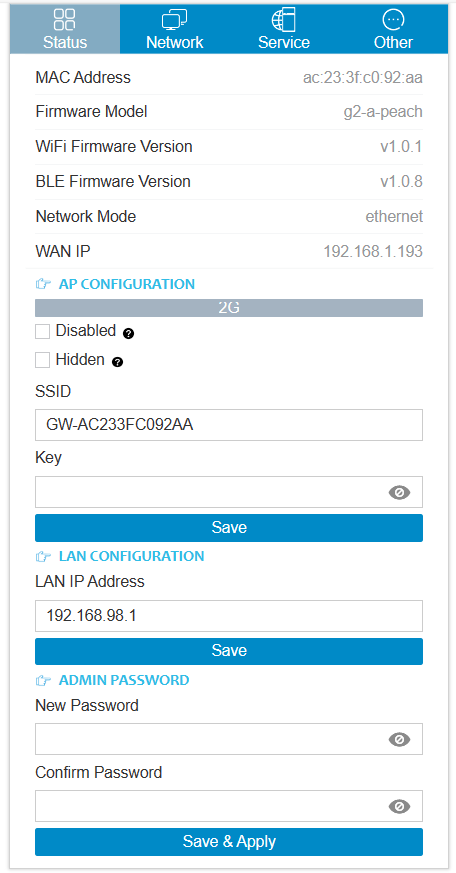 Status Network Service Other
MAC Address ac:23:3f:c0:92:aa
Firmware Model g2-a-peach
WiFi Firmware Version v1.0.1
BLE Firmware Version v1.0.8
Network Mode ethernet
WAN IP 192.168.1.193
AP CONFIGURATION
2G
Disabled ?
Hidden ?
SSID
GW-AC233FC092AA
Key
Save
LAN CONFIGURATION
LAN IP Address
192.168.98.1
Save
ADMIN PASSWORD
New Password
Confirm Password
Save & Apply